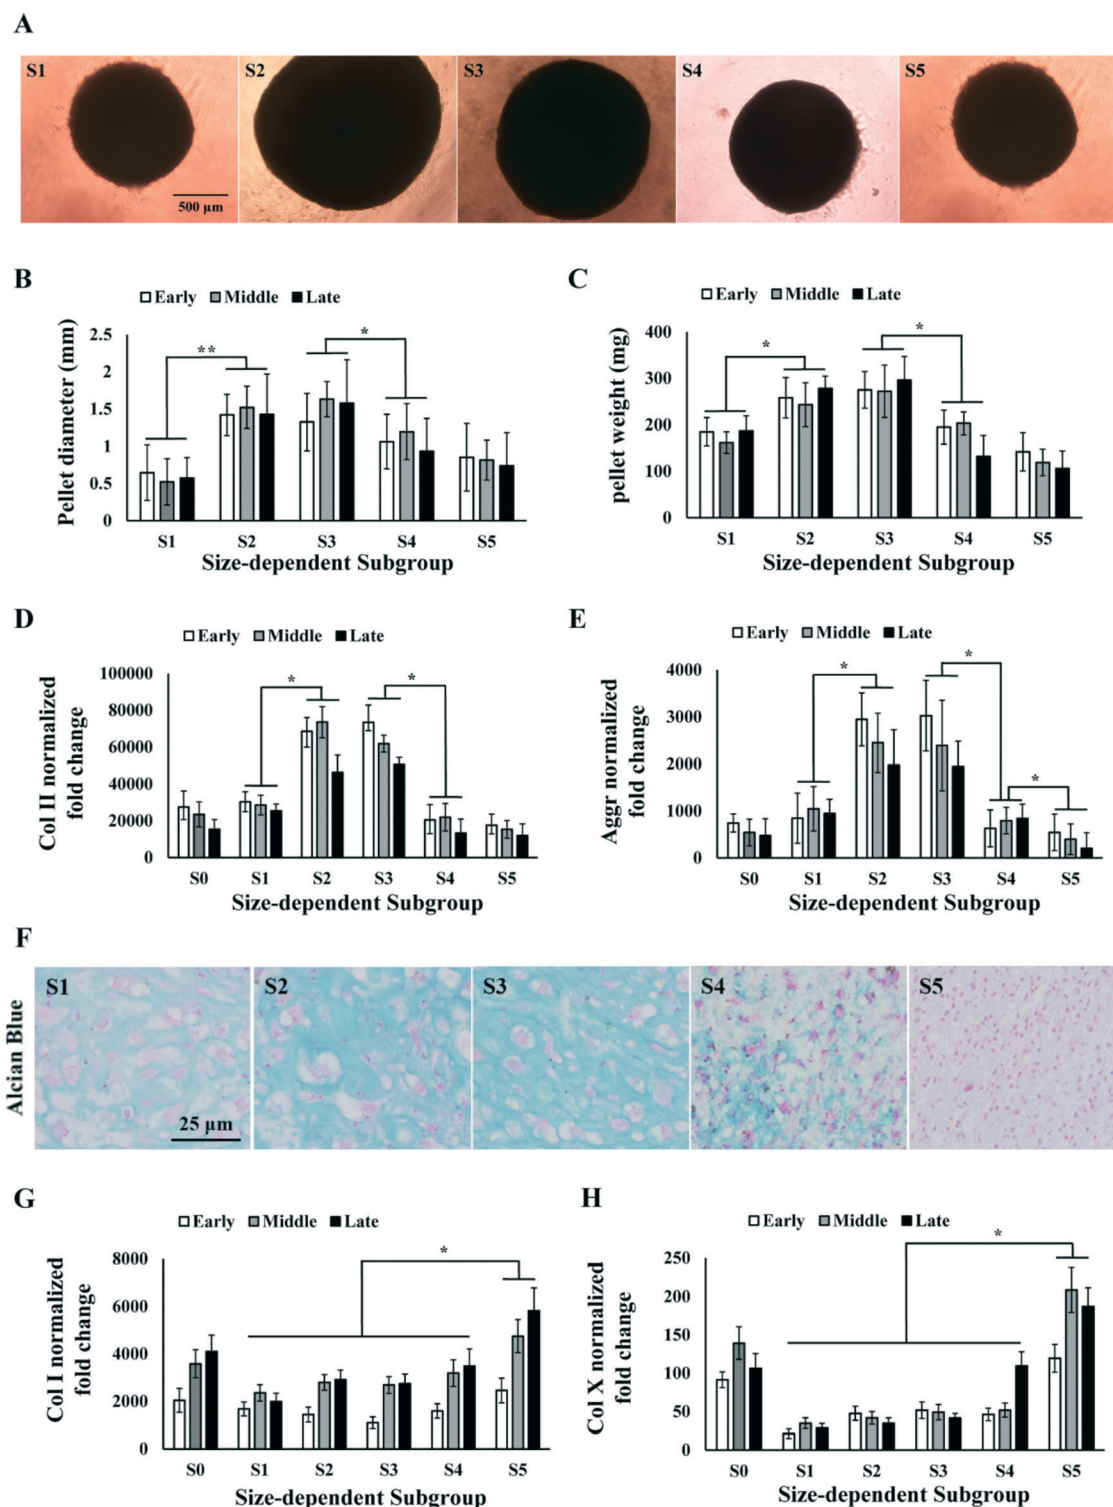 A
S1
S2
S3
S4
S5
500 µm
B
Early Middle Late
Pellet diameter (mm)
2.5
2
1.5
1
0.5
0
**
*
S1 S2 S3 S4 S5
Size-dependent Subgroup
C
Early Middle Late
pellet weight (mg)
400
300
200
100
0
*
*
S1 S2 S3 S4 S5
Size-dependent Subgroup
D
Early Middle Late
Col II normalized
fold change
100000
80000
60000
40000
20000
0
*
*
S0 S1 S2 S3 S4 S5
Size-dependent Subgroup
E
Early Middle Late
Aggr normalized
fold change
4000
3000
2000
1000
0
*
*
*
S0 S1 S2 S3 S4 S5
Size-dependent Subgroup
F
Alcian Blue
S1
S2
S3
S4
S5
25 µm
G
Early Middle Late
Col I normalized
fold change
8000
6000
4000
2000
0
*
S0 S1 S2 S3 S4 S5
Size-dependent Subgroup
H
Early Middle Late
Col X normalized
fold change
250
200
150
100
50
0
*
S0 S1 S2 S3 S4 S5
Size-dependent Subgroup